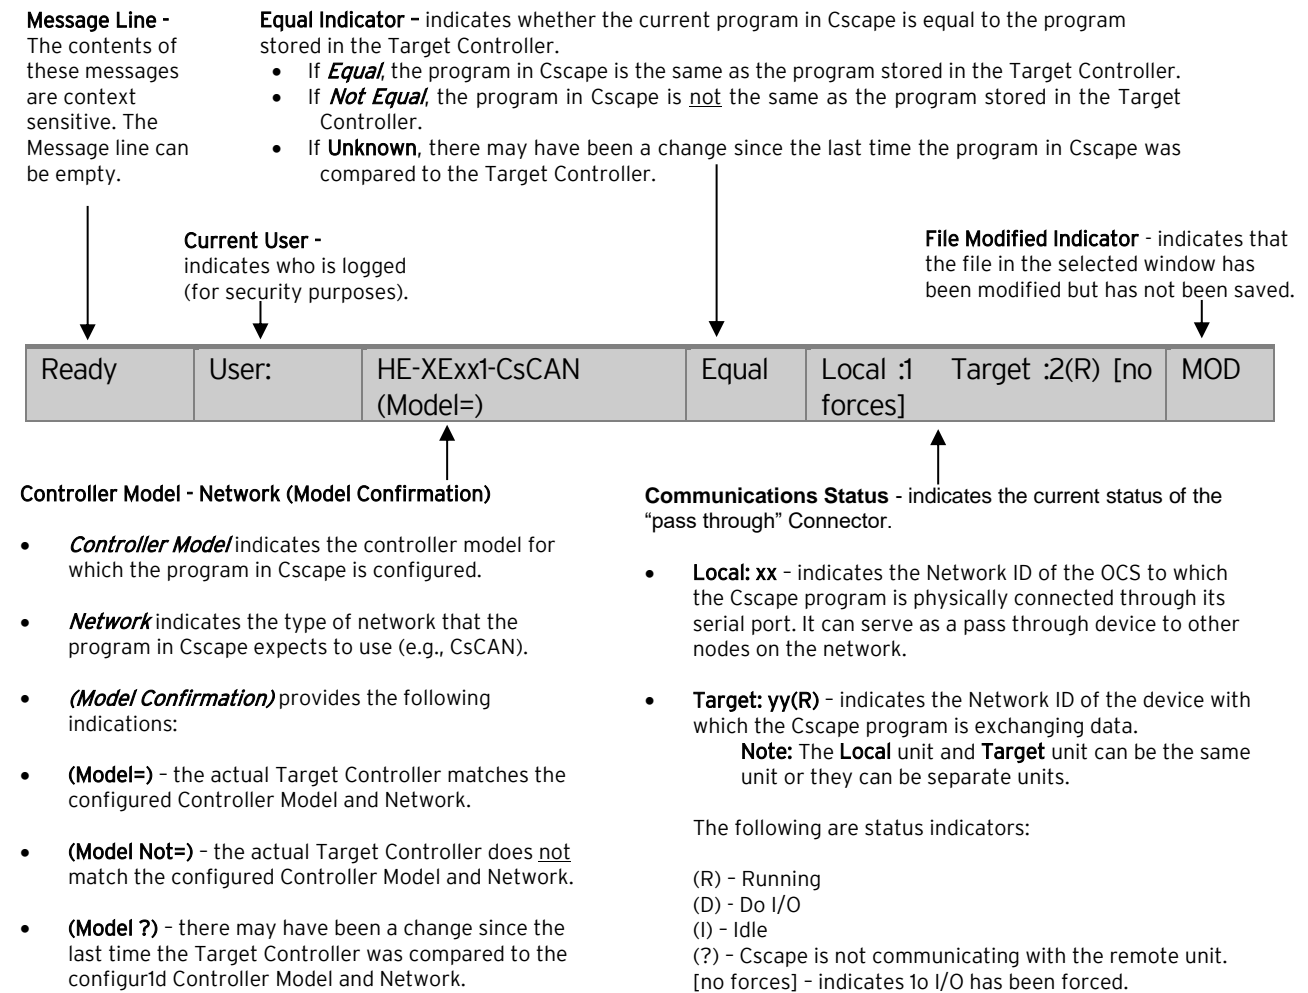 Message Line -
The contents of
these messages
are context
sensitive. The
Message line can
be empty.
Equal Indicator – indicates whether the current program in Cscape is equal to the program
stored in the Target Controller.
• If Equal, the program in Cscape is the same as the program stored in the Target Controller.
• If Not Equal, the program in Cscape is not the same as the program stored in the Target
Controller.
• If Unknown, there may have been a change since the last time the program in Cscape was
compared to the Target Controller.
Current User -
indicates who is logged
(for security purposes).
File Modified Indicator - indicates that
the file in the selected window has
been modified but has not been saved.
Ready User: HE-XExx1-CsCAN Equal Local :1 Target :2(R) [no MOD
(Model=) forces]
Controller Model - Network (Model Confirmation)
• Controller Model indicates the controller model for
which the program in Cscape is configured.
• Network indicates the type of network that the
program in Cscape expects to use (e.g., CsCAN).
• (Model Confirmation) provides the following
indications:
• (Model=) – the actual Target Controller matches the
configured Controller Model and Network.
• (Model Not=) – the actual Target Controller does not
match the configured Controller Model and Network.
• (Model ?) – there may have been a change since the
last time the Target Controller was compared to the
configur1d Controller Model and Network.
Communications Status - indicates the current status of the
“pass through” Connector.
• Local: xx – indicates the Network ID of the OCS to which
the Cscape program is physically connected through its
serial port. It can serve as a pass through device to other
nodes on the network.
• Target: yy(R) – indicates the Network ID of the device with
which the Cscape program is exchanging data.
Note: The Local unit and Target unit can be the same
unit or they can be separate units.
The following are status indicators:
(R) – Running
(D) - Do I/O
(I) – Idle
(?) – Cscape is not communicating with the remote unit.
[no forces] – indicates 1o I/O has been forced.